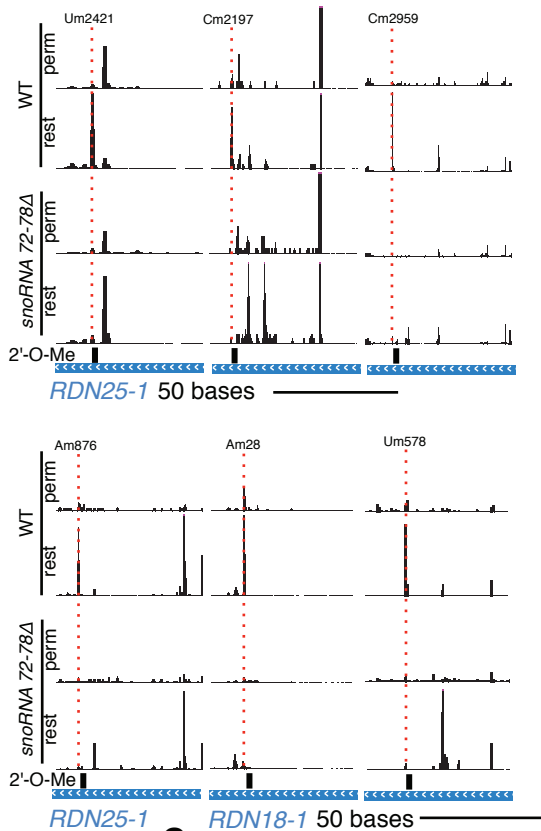 Um2421 Cm2197 Cm2959
WT perm
rest
snoRNA 72-78Δ perm
rest
2'-O-Me
RDN25-1 50 bases
Am876 Am28 Um578
WT perm
rest
snoRNA 72-78Δ perm
rest
2'-O-Me
RDN25-1 RDN18-1 50 bases